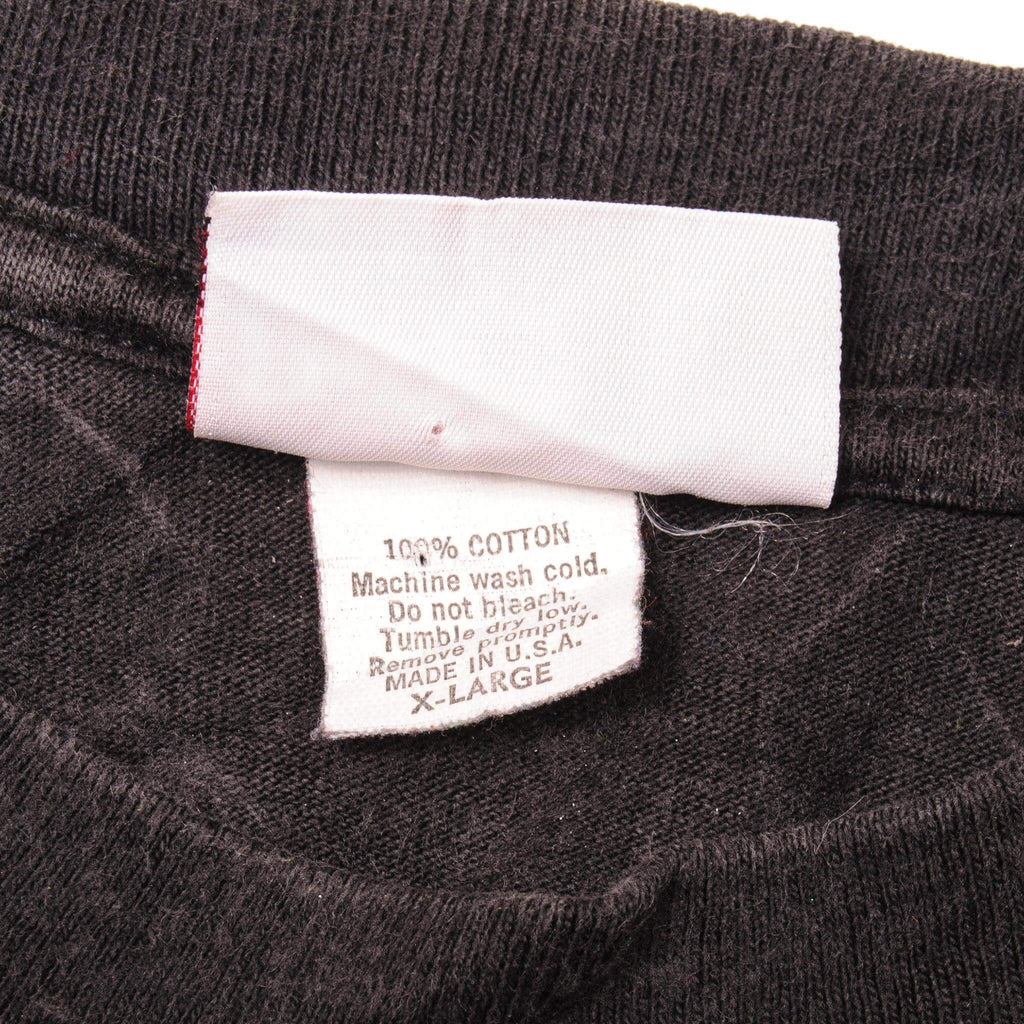 100% COTTON
Machine wash cold.
Do not bleach.
Tumble dry low.
Remove promptly.
MADE IN U.S.A.
X-LARGE